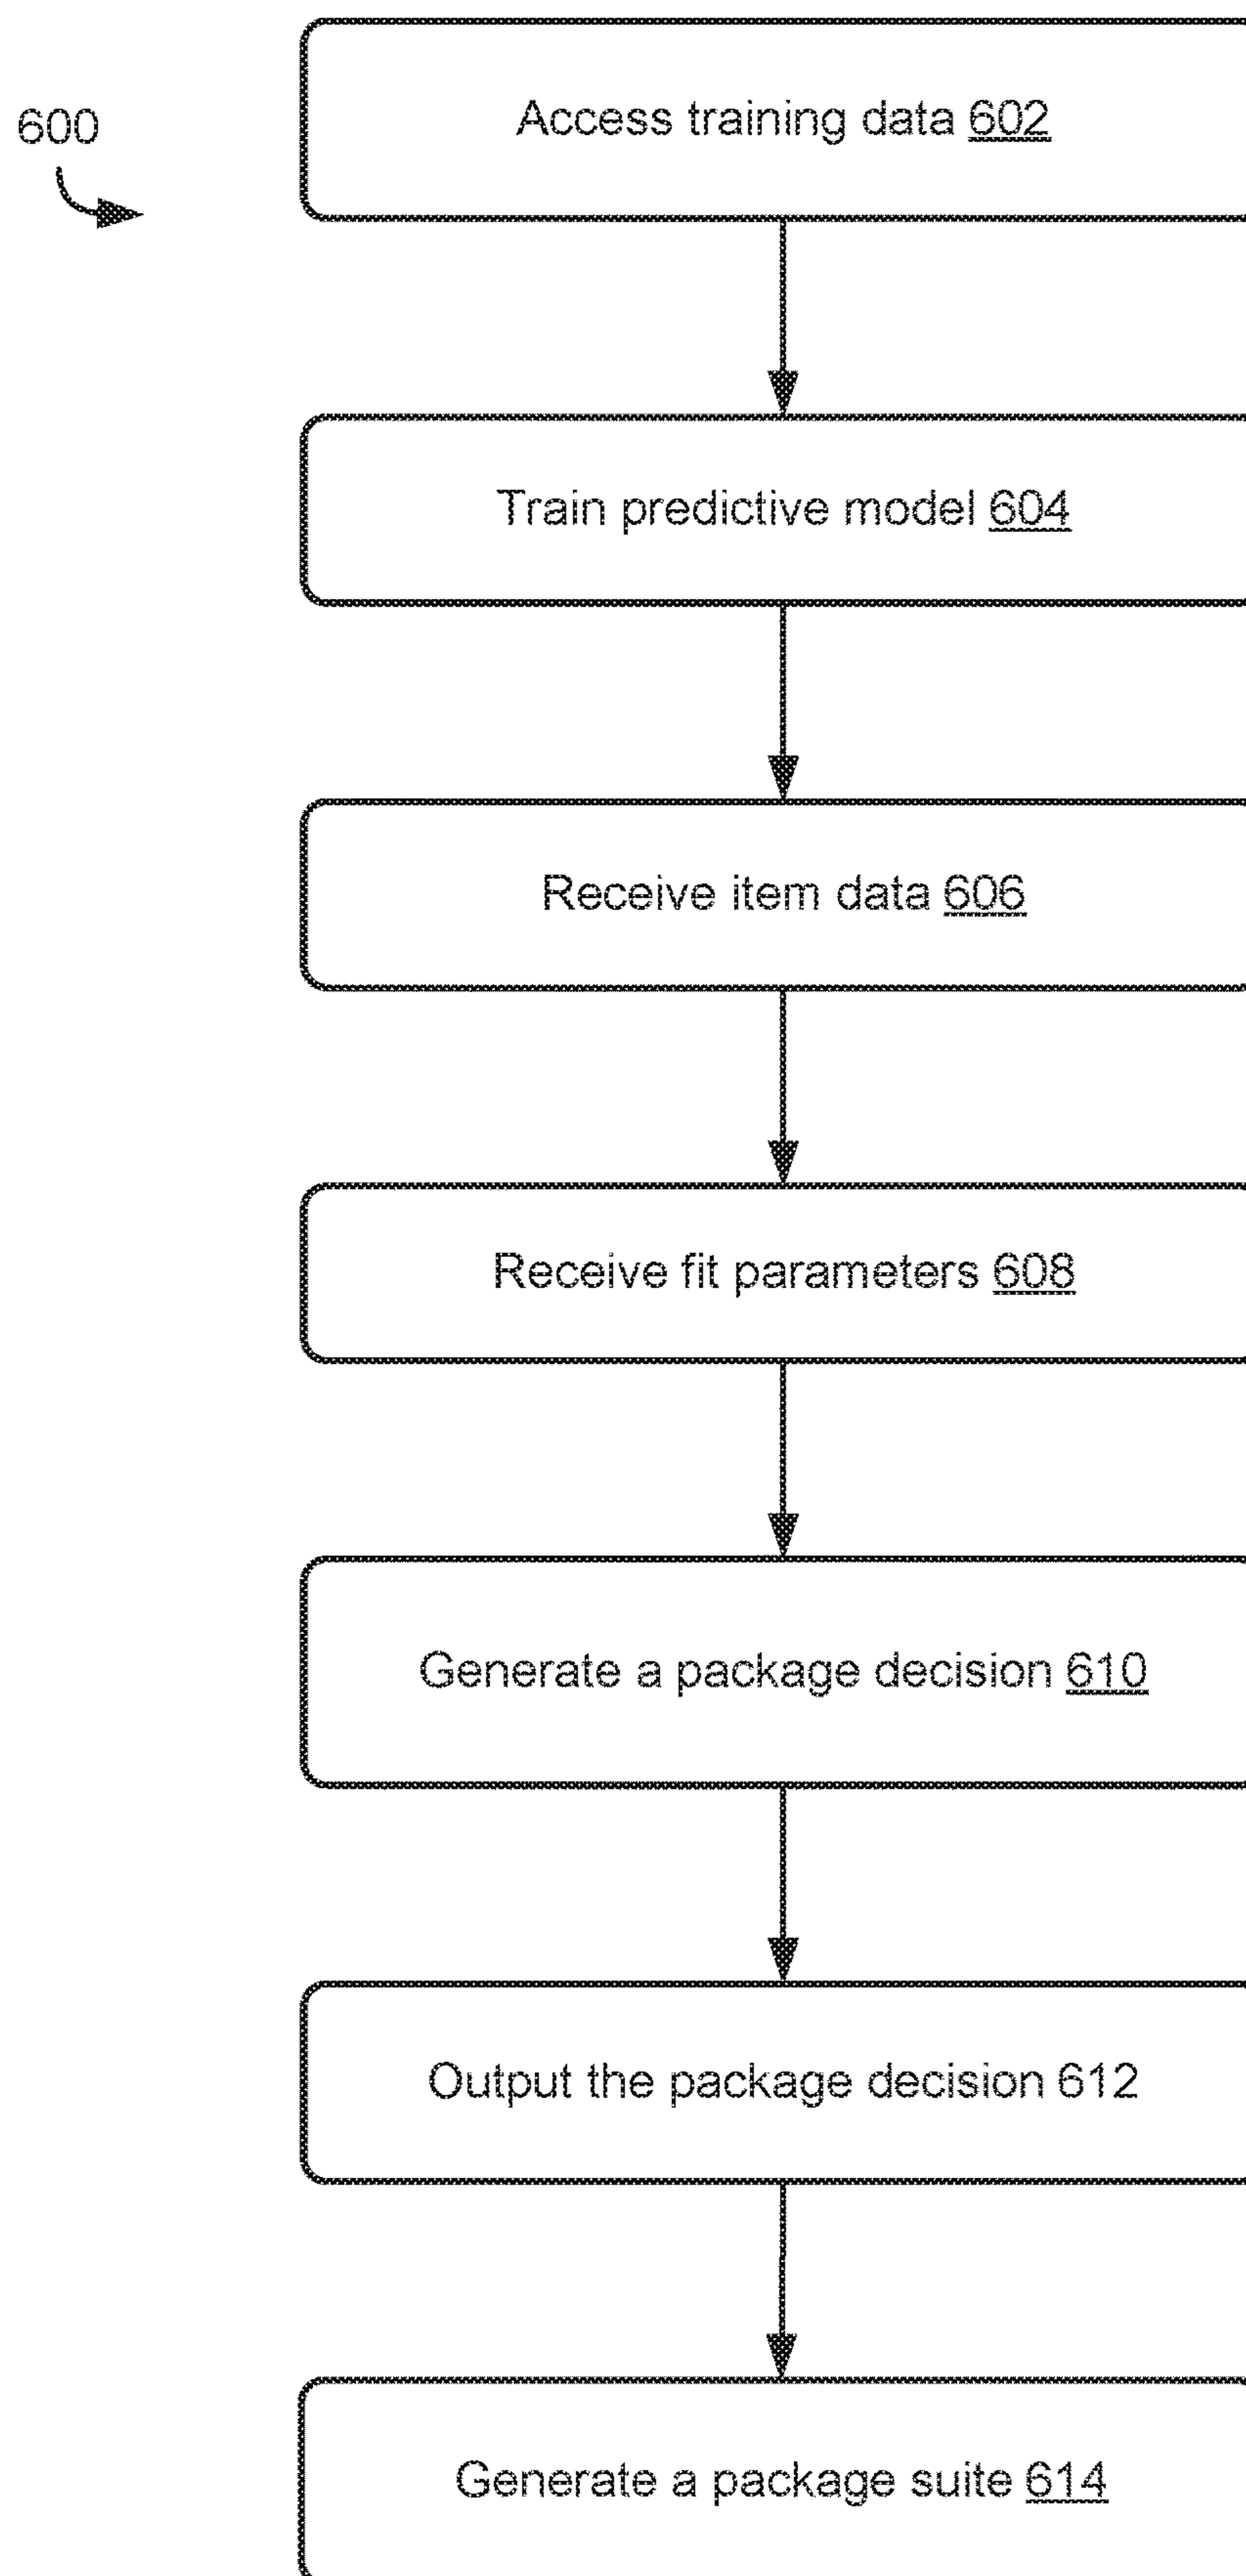 600
Access training data 602
Train predictive model 604
Receive item data 606
Receive fit parameters 608
Generate a package decision 610
Output the package decision 612
Generate a package suite 614